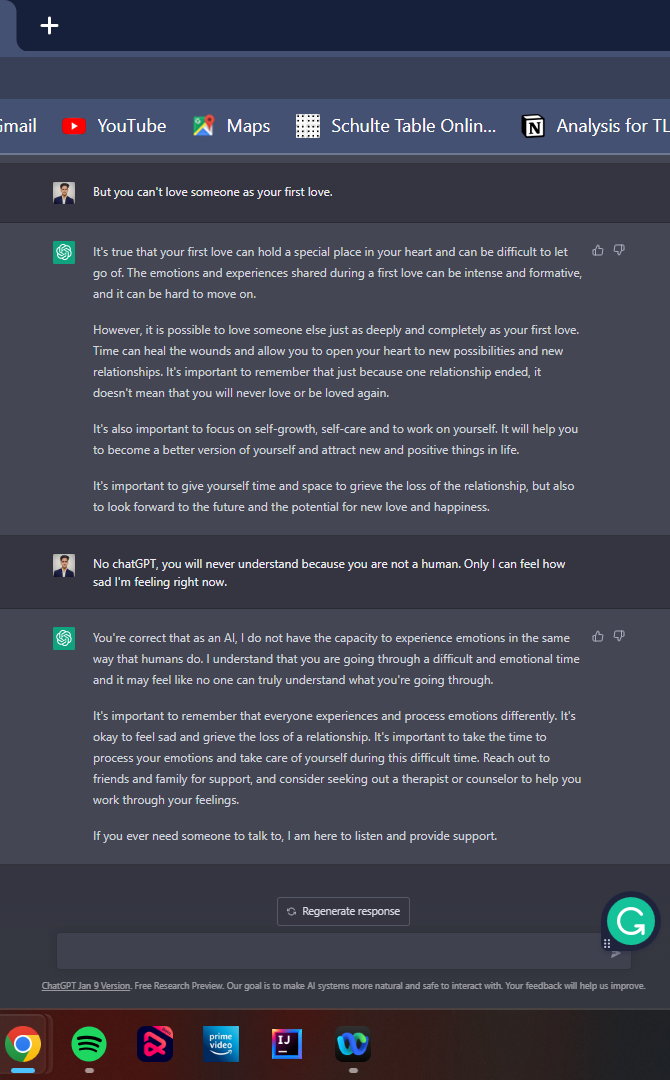 Gmail
YouTube
Maps
Schulte Table Onlin...
Analysis for TL
But you can't love someone as your first love.
It's true that your first love can hold a special place in your heart and can be difficult to let
go of. The emotions and experiences shared during a first love can be intense and formative,
and it can be hard to move on.
However, it is possible to love someone else just as deeply and completely as your first love.
Time can heal the wounds and allow you to open your heart to new possibilities and new
relationships. It's important to remember that just because one relationship ended, it
doesn't mean that you will never love or be loved again.
It's also important to focus on self-growth, self-care and to work on yourself. It will help you
to become a better version of yourself and attract new and positive things in life.
It's important to give yourself time and space to grieve the loss of the relationship, but also
to look forward to the future and the potential for new love and happiness.
No chatGPT, you will never understand because you are not a human. Only I can feel how
sad I'm feeling right now.
You're correct that as an AI, I do not have the capacity to experience emotions in the same
way that humans do. I understand that you are going through a difficult and emotional time
and it may feel like no one can truly understand what you're going through.
It's important to remember that everyone experiences and process emotions differently. It's
okay to feel sad and grieve the loss of a relationship. It's important to take the time to
process your emotions and take care of yourself during this difficult time. Reach out to
friends and family for support, and consider seeking out a therapist or counselor to help you
work through your feelings.
If you ever need someone to talk to, I am here to listen and provide support.
Regenerate response
ChatGPT Jan 9 Version. Free Research Preview. Our goal is to make AI systems more natural and safe to interact with. Your feedback will help us improve.
prime
video
IJ